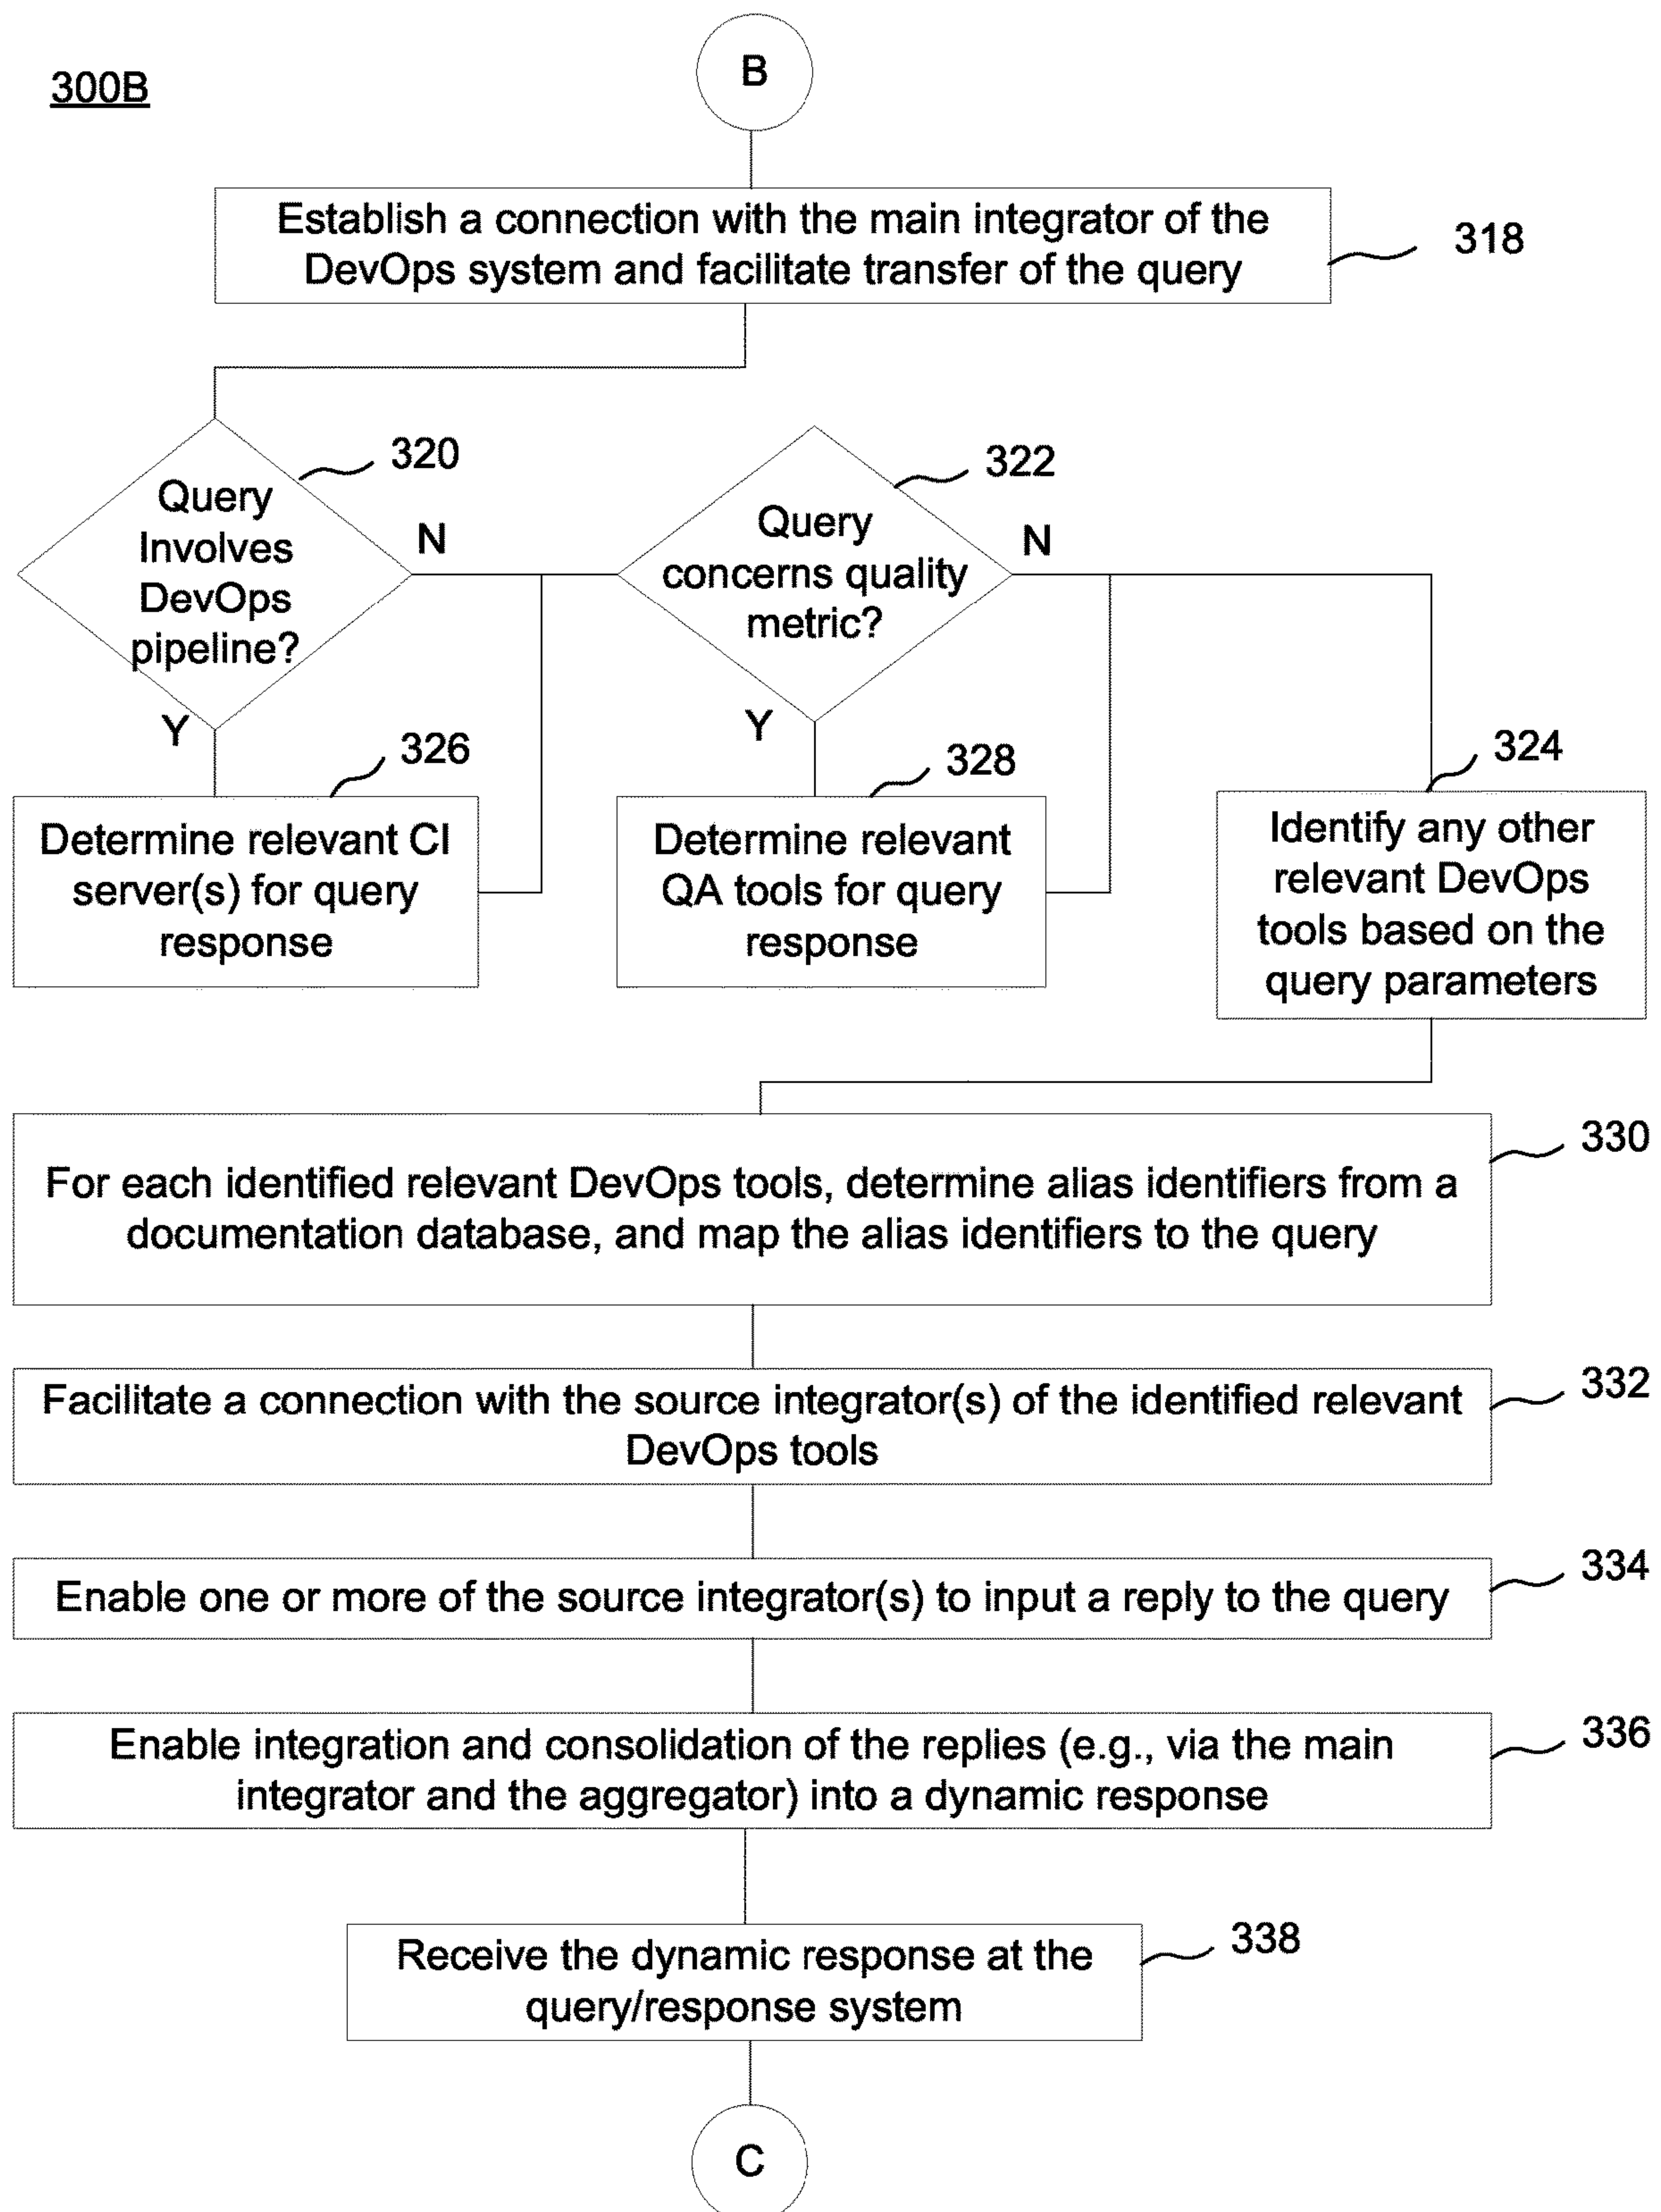 300B
B
Establish a connection with the main integrator of the
DevOps system and facilitate transfer of the query
318
320
Query
Involves
DevOps
pipeline?
N
Y
322
Query
concerns quality
metric?
N
Y
326
Determine relevant CI
server(s) for query
response
328
Determine relevant
QA tools for query
response
324
Identify any other
relevant DevOps
tools based on the
query parameters
330
For each identified relevant DevOps tools, determine alias identifiers from a
documentation database, and map the alias identifiers to the query
332
Facilitate a connection with the source integrator(s) of the identified relevant
DevOps tools
334
Enable one or more of the source integrator(s) to input a reply to the query
336
Enable integration and consolidation of the replies (e.g., via the main
integrator and the aggregator) into a dynamic response
338
Receive the dynamic response at the
query/response system
C